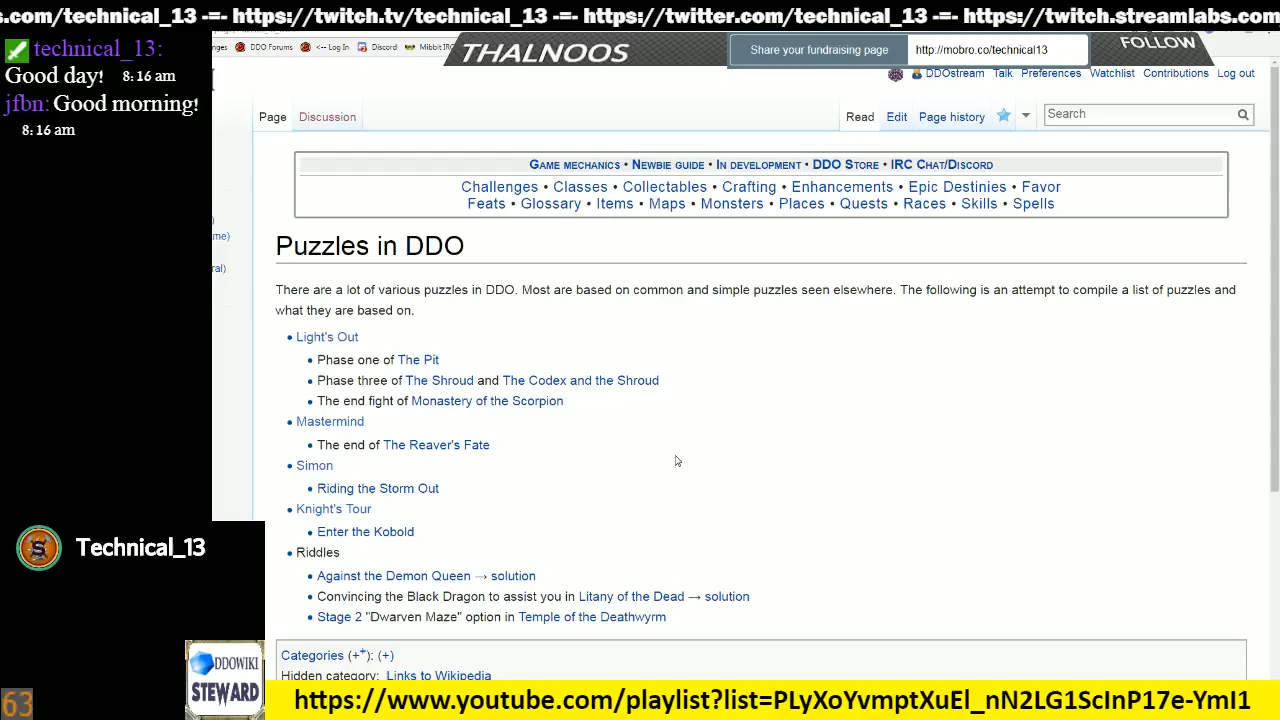 s.com/technical_13 -=- https://twitch.tv/technical_13 -=- https://twitter.com/technical_13 -=- https://twitch.streamlabs.com
technical_13:
Good day! 8:16 am
jfbn: Good morning!
8:16 am
nges DDO Forums <-- Log In Discord Mibbit IRC
THALNOOS
Share your fundraising page http://mobro.co/technical13
FOLLOW
DDOstream Talk Preferences Watchlist Contributions Log out
Page Discussion Read Edit Page history Search
GAME MECHANICS • NEWBIE GUIDE • IN DEVELOPMENT • DDO STORE • IRC CHAT/DISCORD
Challenges • Classes • Collectables • Crafting • Enhancements • Epic Destinies • Favor
Feats • Glossary • Items • Maps • Monsters • Places • Quests • Races • Skills • Spells
)
me)
ral)
Puzzles in DDO
There are a lot of various puzzles in DDO. Most are based on common and simple puzzles seen elsewhere. The following is an attempt to compile a list of puzzles and
what they are based on.
• Light's Out
• Phase one of The Pit
• Phase three of The Shroud and The Codex and the Shroud
• The end fight of Monastery of the Scorpion
• Mastermind
• The end of The Reaver's Fate
• Simon
• Riding the Storm Out
• Knight's Tour
• Enter the Kobold
• Riddles
• Against the Demon Queen → solution
• Convincing the Black Dragon to assist you in Litany of the Dead → solution
• Stage 2 "Dwarven Maze" option in Temple of the Deathwyrm
Categories (+⁺): (+)
Hidden category: Links to Wikipedia
Technical_13
DDOWIKI
STEWARD
63
https://www.youtube.com/playlist?list=PLyXoYvmptXuEl_nN2LG1ScInP17e-YmI1